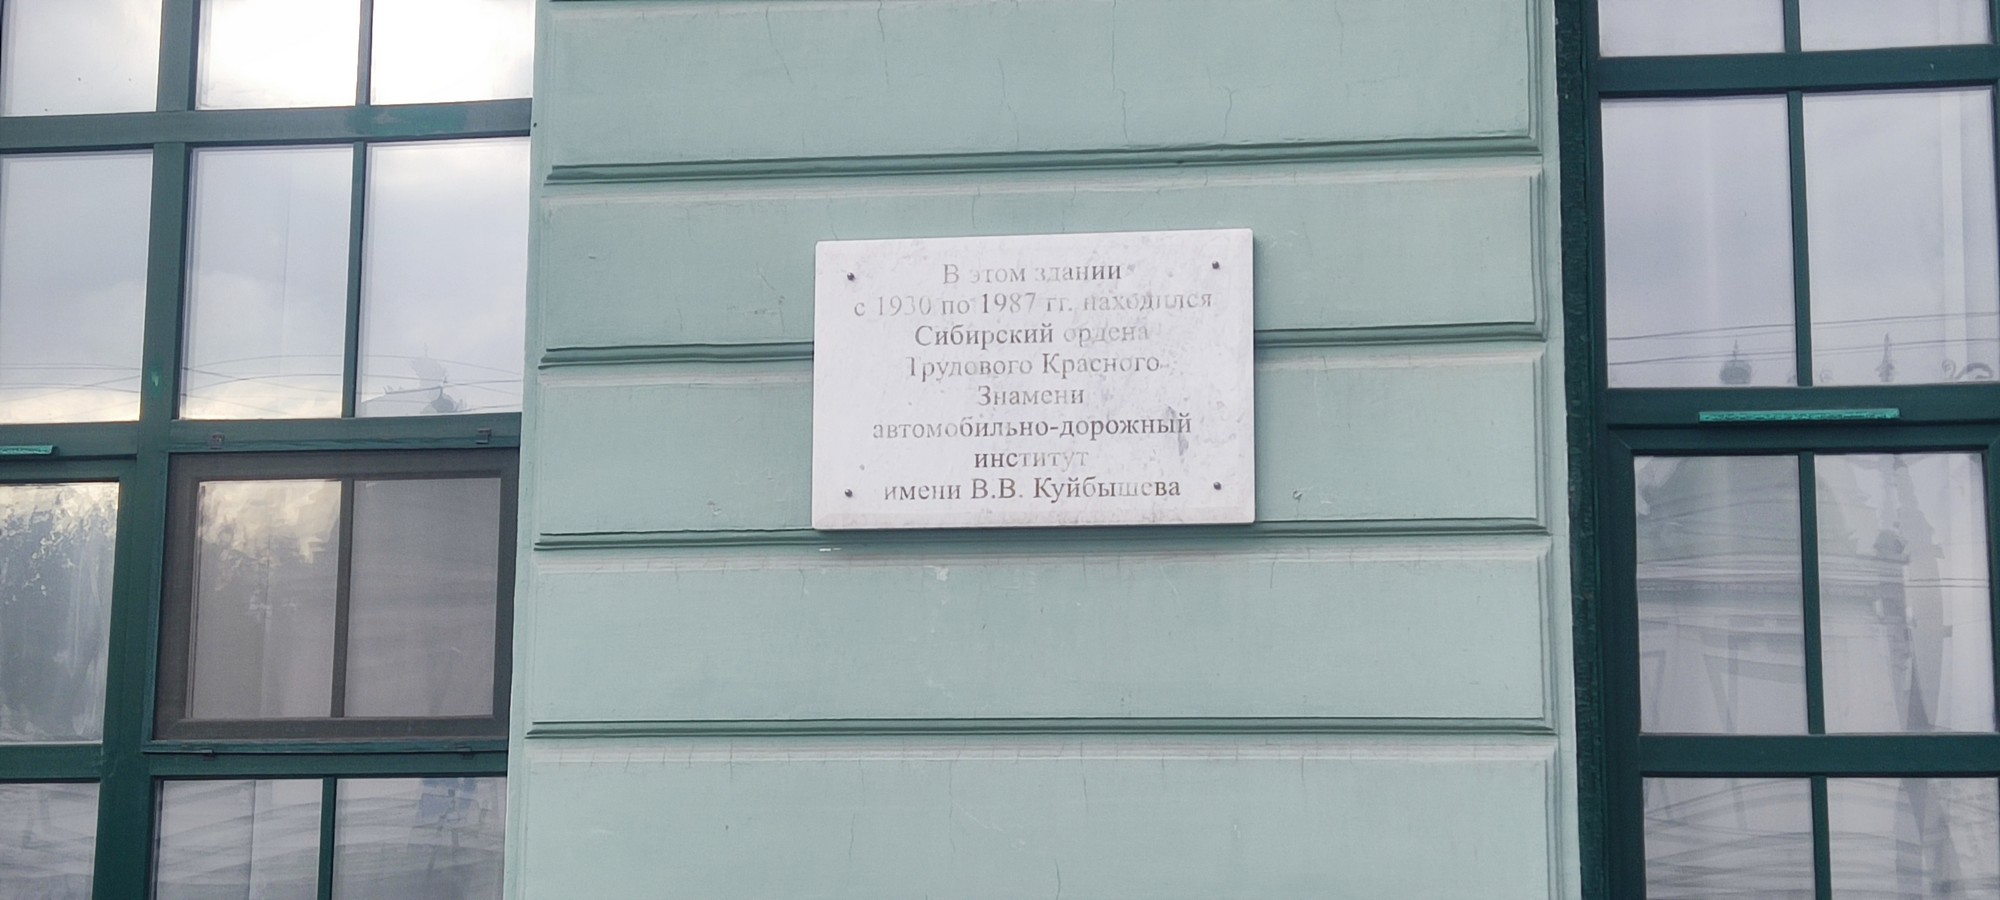 В этом здании
с 1930 по 1987 гг. находился
Сибирский ордена
Трудового Красного
Знамени
автомобильно-дорожный
институт
имени В.В. Куйбышева